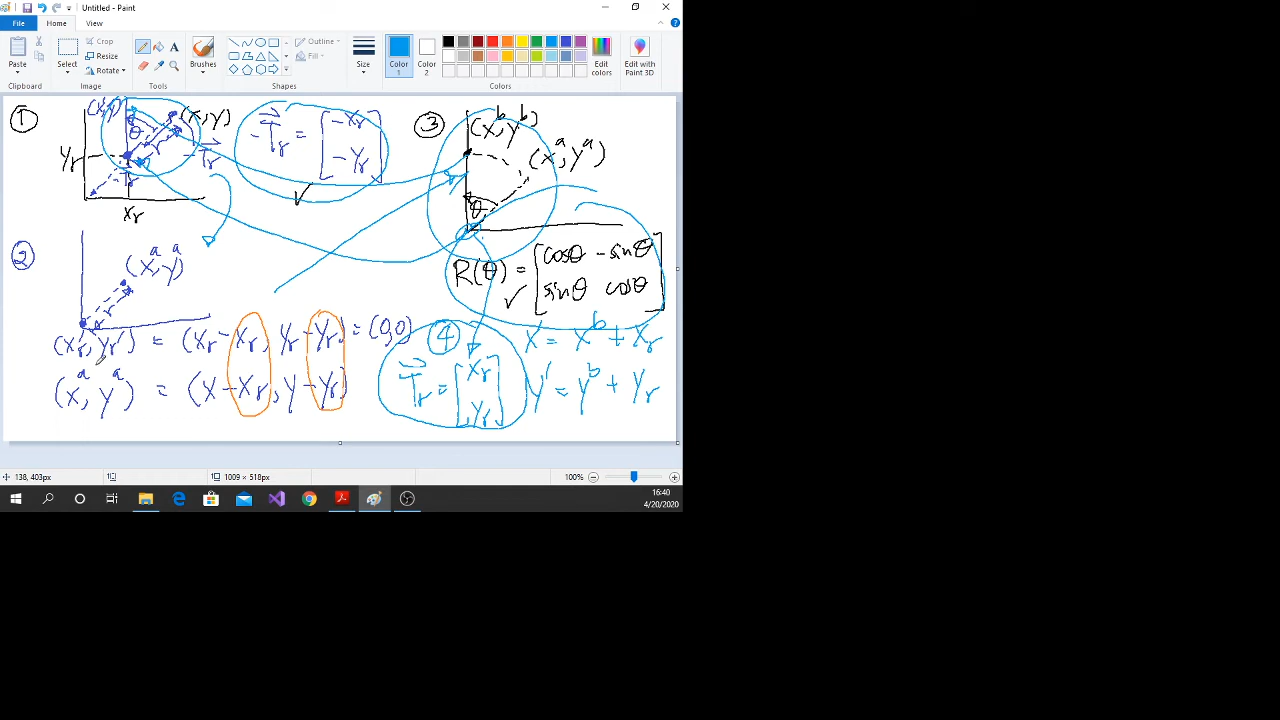 Untitled - Paint
File Home View
Paste
Clipboard
Select
Crop
Resize
Rotate
Image
Tools
Brushes
Shapes
Outline
Fill
Size
Color 1
Color 2
Colors
Edit colors
Edit with Paint 3D
① (x', y') (x, y)
θ r
-T⃗r
yr
xr
-T⃗r = [-xr -yr] ✓
③ (x^b, y^b)
(x^a, y^a)
θ
R(θ) = [cosθ -sinθ
sinθ cosθ] ✓
② (x^a, y^a)
r
(xr', yr') = (xr - xr, yr - yr) = (0,0)
(x^a, y^a) = (x - xr, y - yr)
④ T⃗r = [xr yr]
x' = x^b + xr
y' = y^b + yr
138, 403px
1009 × 518px
100%
16:40
4/20/2020